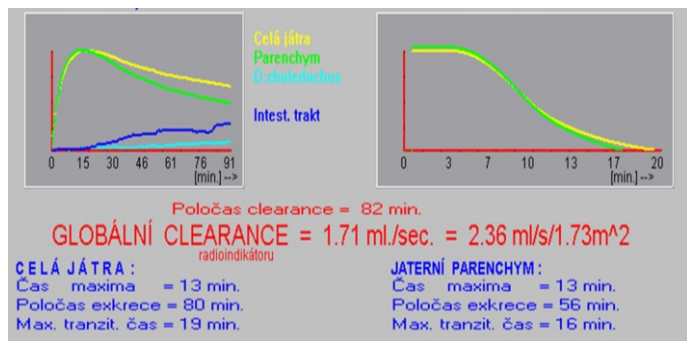 Celá játra
Parenchym
D.choledochus
Intest. trakt
0 15 30 46 61 76 91
[min.] -->
0 3 7 10 13 17 20
[min.] -->
Poločas clearance = 82 min.
GLOBÁLNÍ CLEARANCE = 1.71 ml./sec. = 2.36 ml/s/1.73m^2
radioindikátoru
CELÁ JÁTRA :
Čas maxima = 13 min.
Poločas exkrece = 80 min.
Max. tranzit. čas = 19 min.
JATERNÍ PARENCHYM :
Čas maxima = 13 min.
Poločas exkrece = 56 min.
Max. tranzit. čas = 16 min.